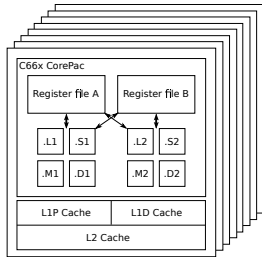 C66x CorePac
Register file A Register file B
.L1 .S1 .L2 .S2
.M1 .D1 .M2 .D2
L1P Cache L1D Cache
L2 Cache